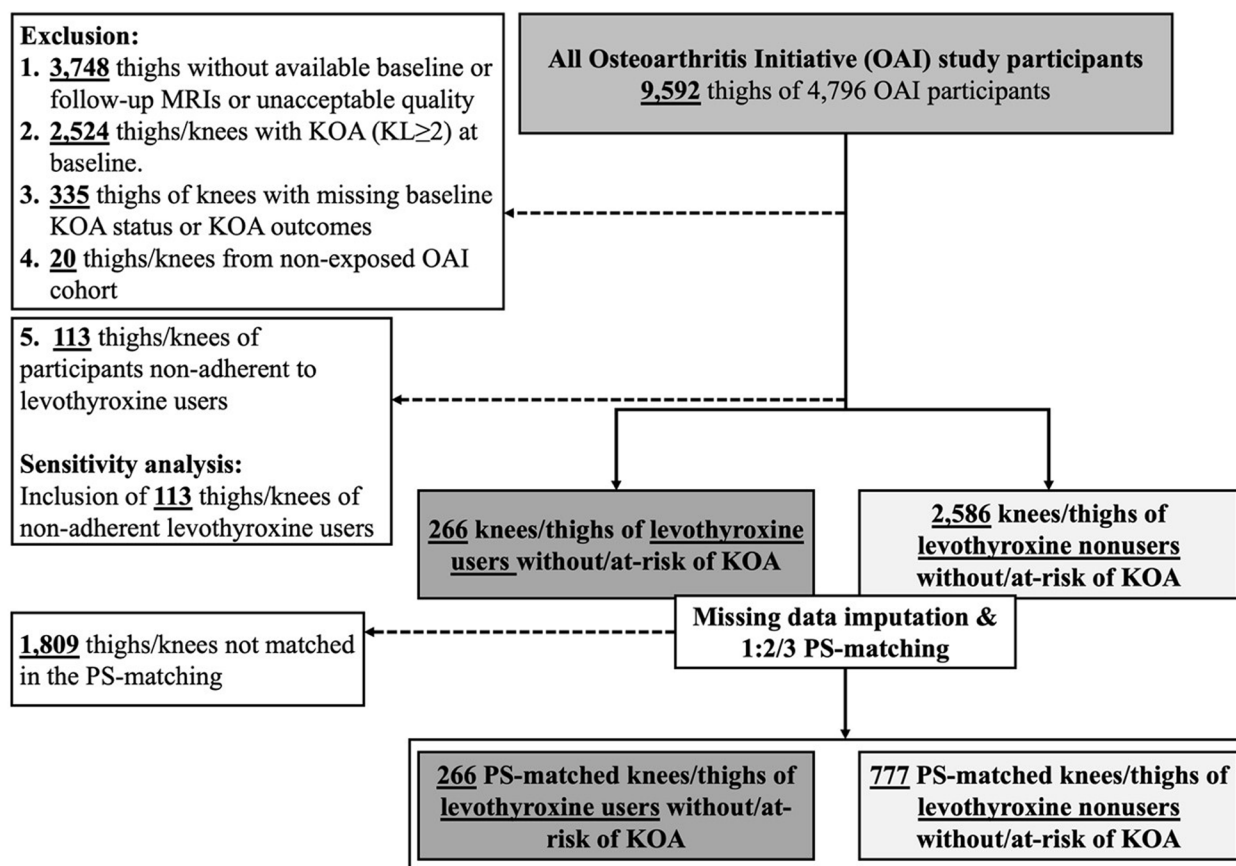 All Osteoarthritis Initiative (OAI) study participants
9,592 thighs of 4,796 OAI participants
Exclusion:
1. 3,748 thighs without available baseline or
follow-up MRIs or unacceptable quality
2. 2,524 thighs/knees with KOA (KL≥2) at
baseline.
3. 335 thighs of knees with missing baseline
KOA status or KOA outcomes
4. 20 thighs/knees from non-exposed OAI
cohort
5. 113 thighs/knees of
participants non-adherent to
levothyroxine users
Sensitivity analysis:
Inclusion of 113 thighs/knees of
non-adherent levothyroxine users
266 knees/thighs of levothyroxine
users without/at-risk of KOA
2,586 knees/thighs of
levothyroxine nonusers
without/at-risk of KOA
Missing data imputation &
1:2/3 PS-matching
1,809 thighs/knees not matched
in the PS-matching
266 PS-matched knees/thighs of
levothyroxine users without/at-
risk of KOA
777 PS-matched knees/thighs of
levothyroxine nonusers
without/at-risk of KOA